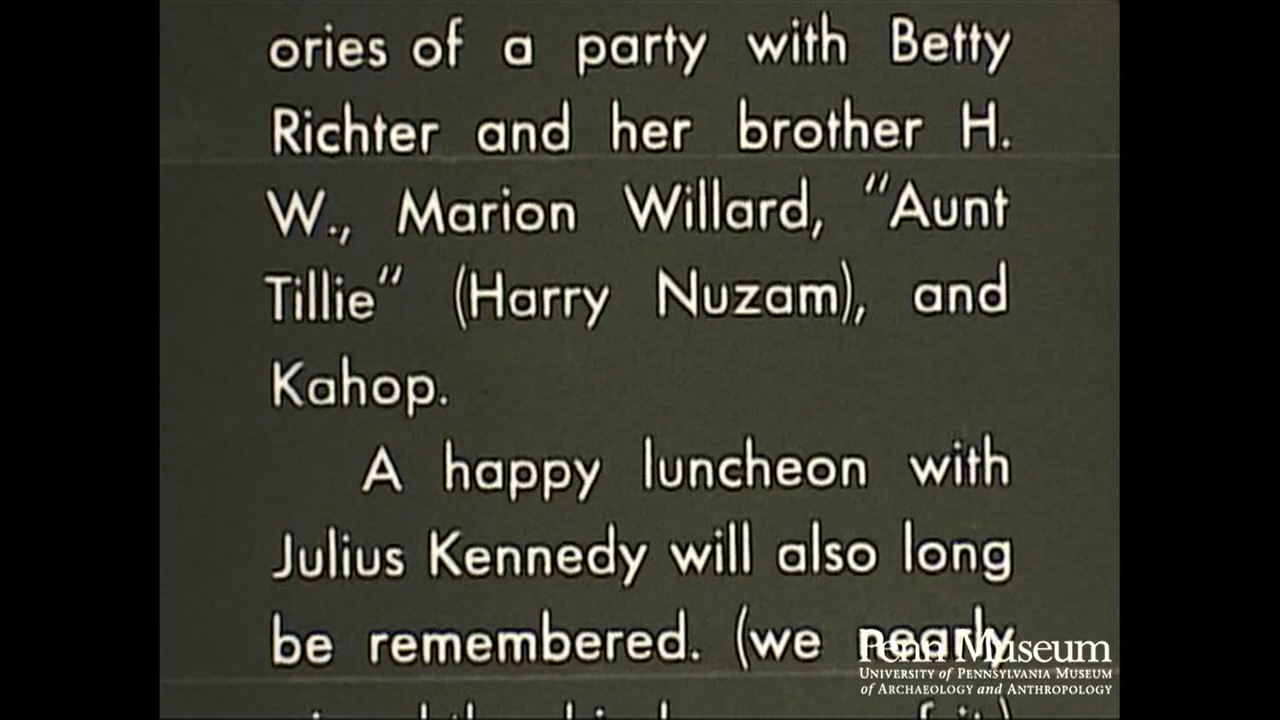 ories of a party with Betty
Richter and her brother H.
W., Marion Willard, "Aunt
Tillie" (Harry Nuzam), and
Kahop.
A happy luncheon with
Julius Kennedy will also long
be remembered. (we nearly
Penn Museum
UNIVERSITY of PENNSYLVANIA MUSEUM
of ARCHAEOLOGY and ANTHROPOLOGY